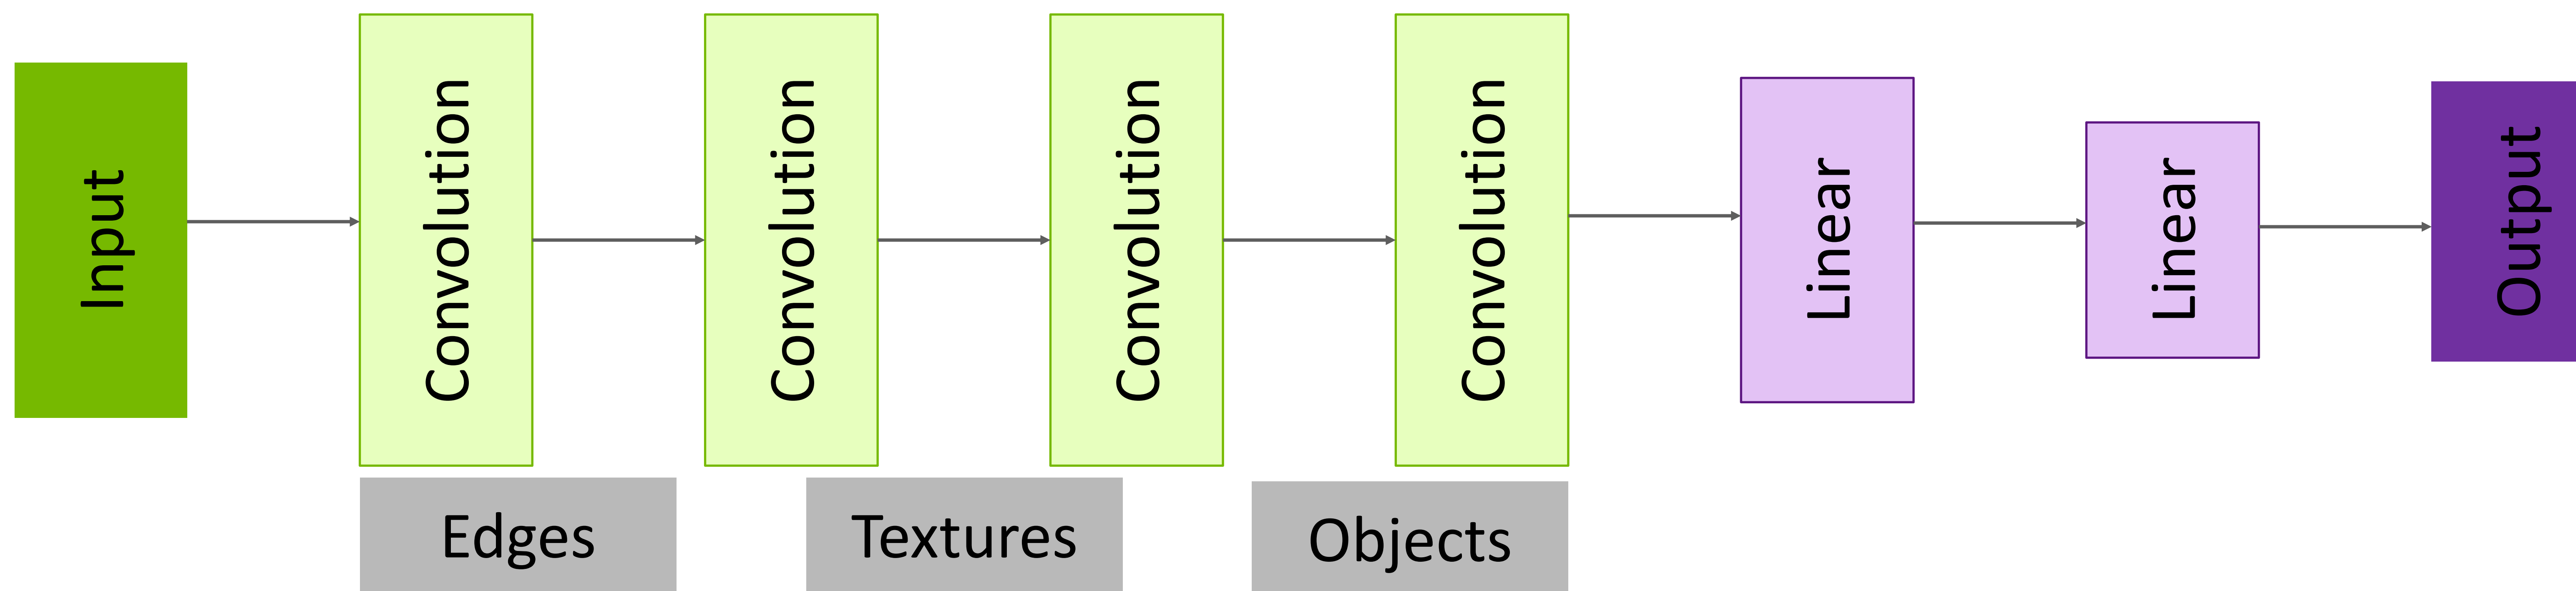 Input
Convolution
Convolution
Convolution
Convolution
Linear
Linear
Output
Edges
Textures
Objects